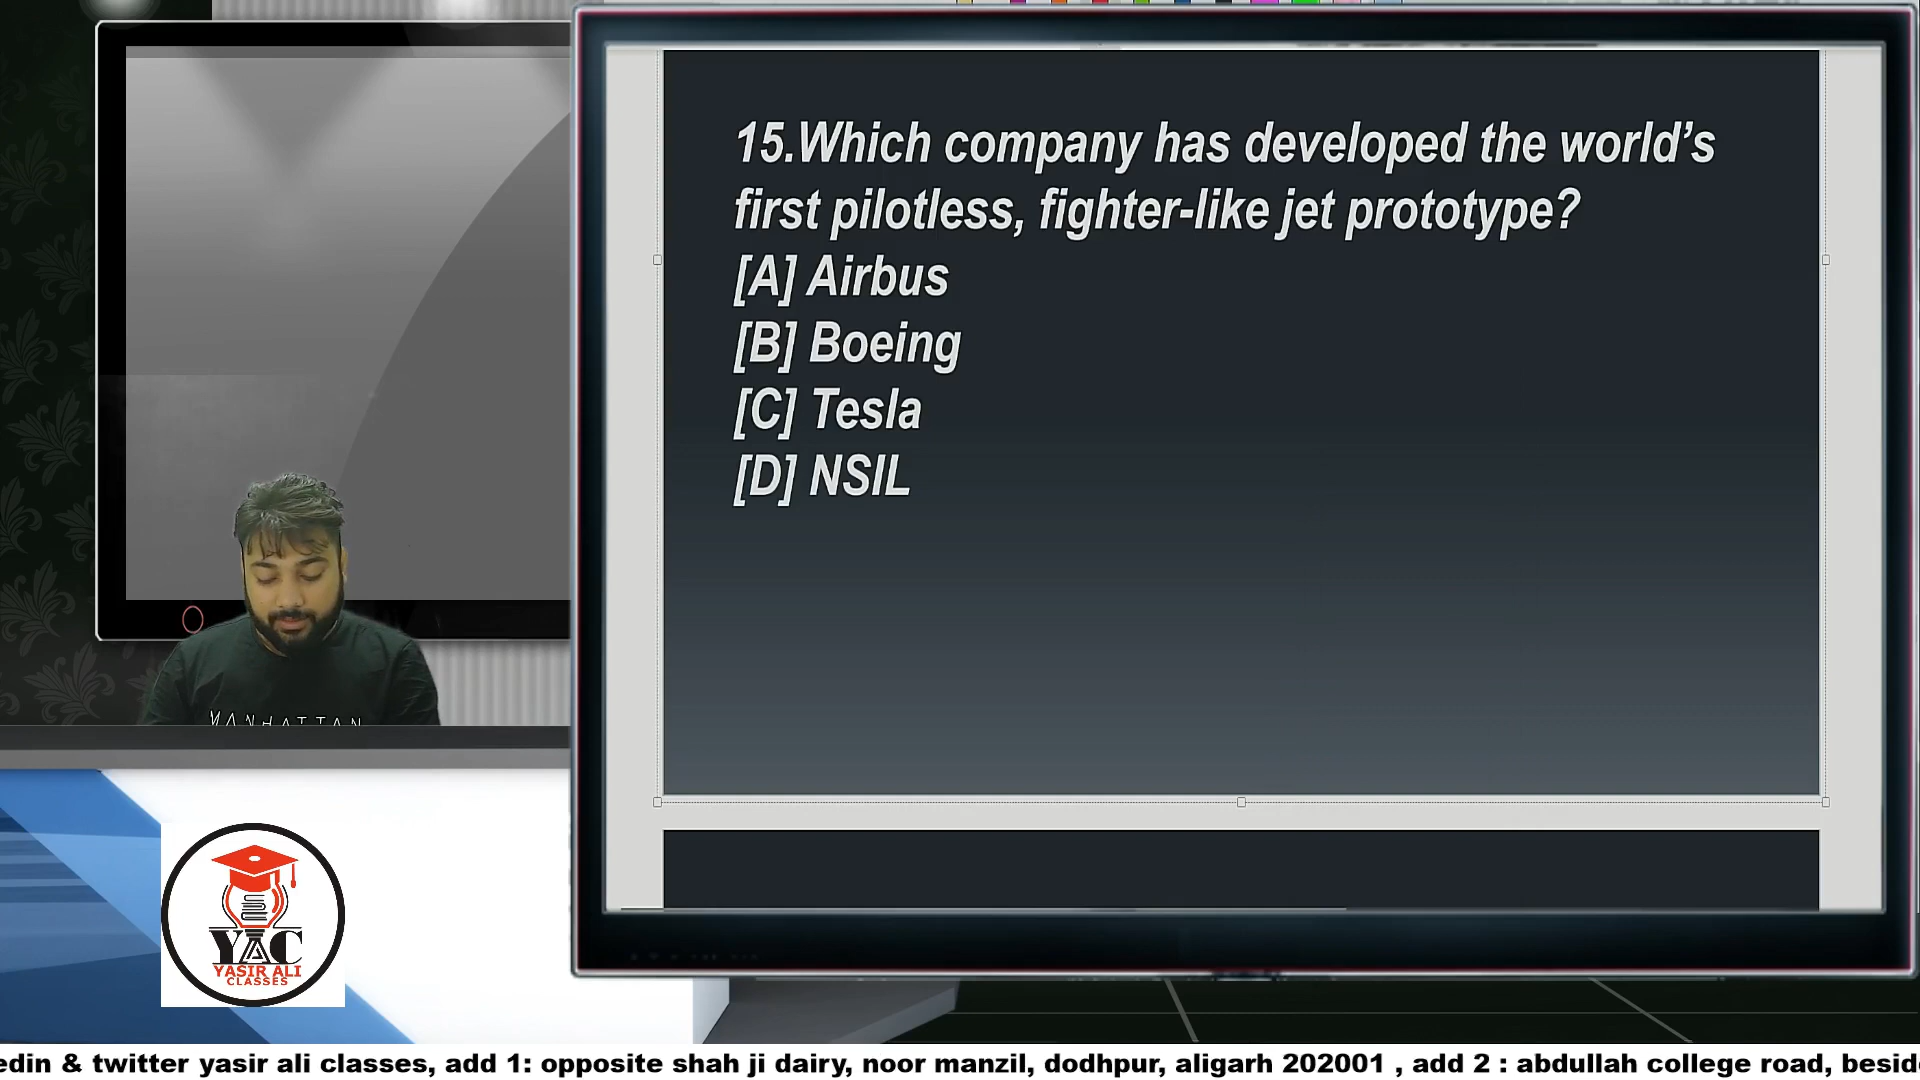 15.Which company has developed the world’s
first pilotless, fighter-like jet prototype?
[A] Airbus
[B] Boeing
[C] Tesla
[D] NSIL
MANHATTAN
YAC
YASIR ALI
CLASSES
edin & twitter yasir ali classes, add 1: opposite shah ji dairy, noor manzil, dodhpur, aligarh 202001 , add 2 : abdullah college road, besid